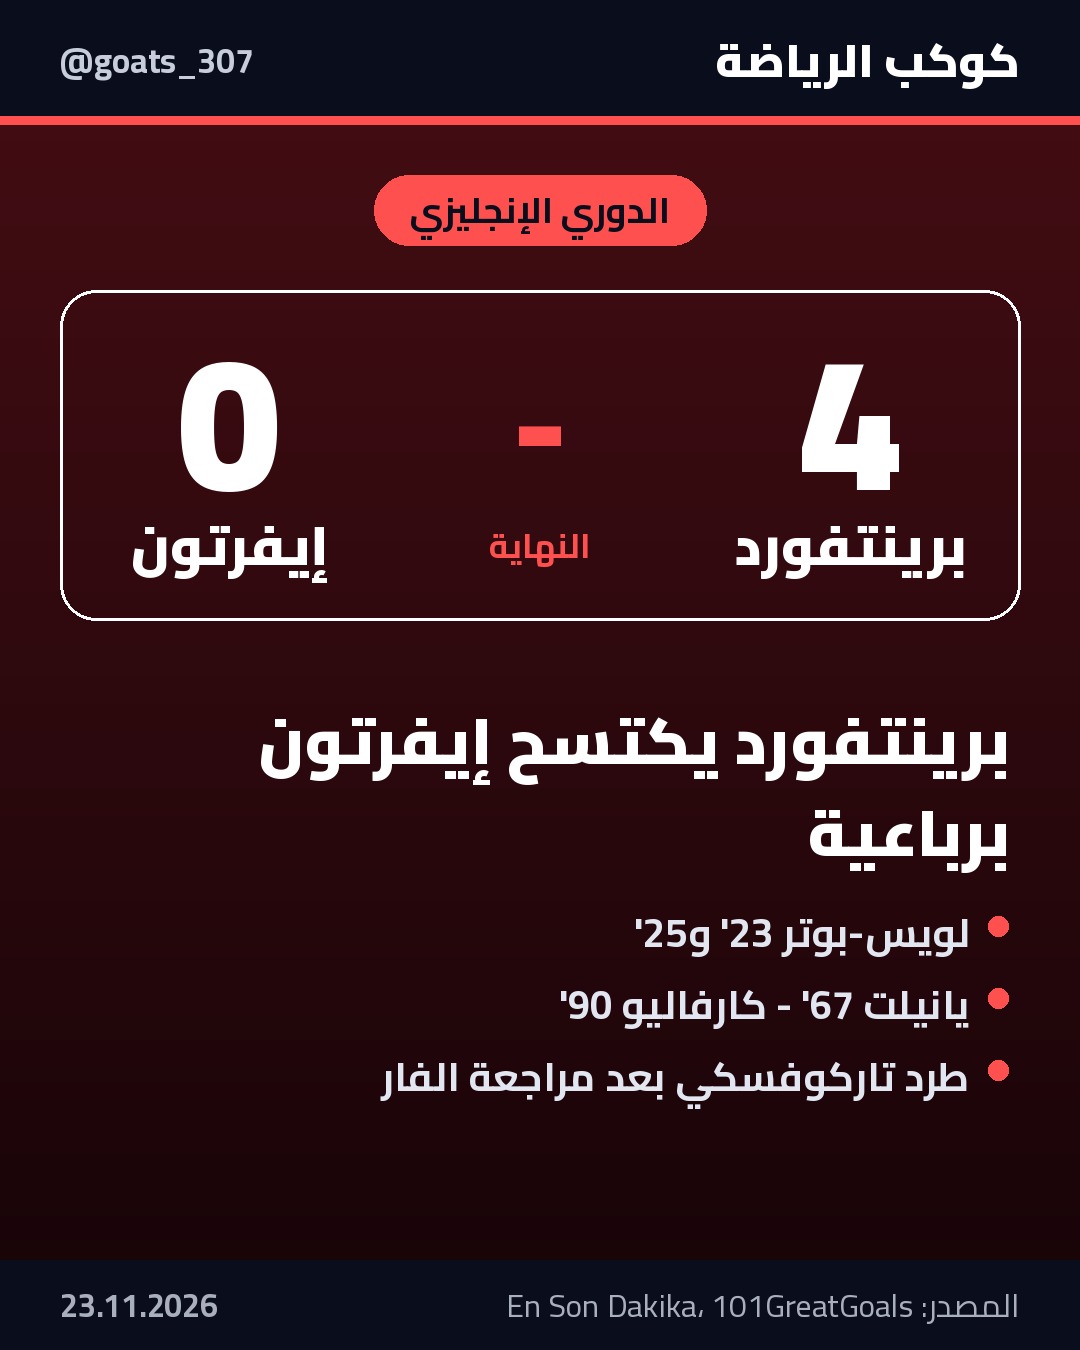 كوكب الرياضة
@goats_307
الدوري الإنجليزي
4 - 0
برينتفورد النهاية إيفرتون
برينتفورد يكتسح إيفرتون
برباعية
لويس-بوتر 23' و25'
يانيلت 67' - كارفاليو 90'
طرد تاركوفسكي بعد مراجعة الفار
المصدر: En Son Dakika، 101GreatGoals
23.11.2026